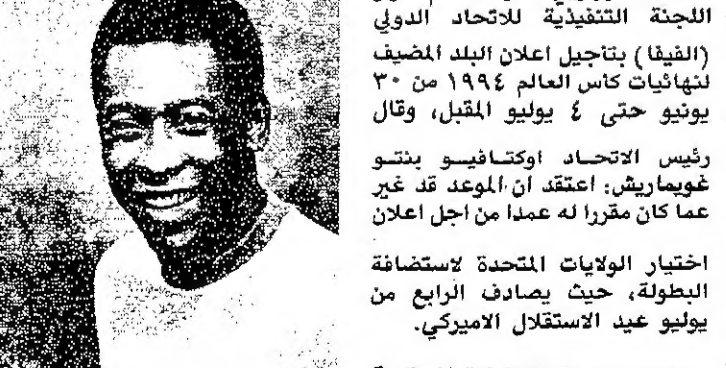 اللجنة التنفيذية للاتحاد الدولي
(الفيفا) بتأجيل اعلان البلد المضيف
لنهائيات كأس العالم ١٩٩٤ من ٣٠
يونيو حتى ٤ يوليو المقبل، وقال
رئيس الاتحاد اوكتافيو بنتو
غويماريش: اعتقد ان الموعد قد غير
عما كان مقررا له عمدا من اجل اعلان
اختيار الولايات المتحدة لاستضافة
البطولة، حيث يصادف الرابع من
يوليو عيد الاستقلال الاميركي.